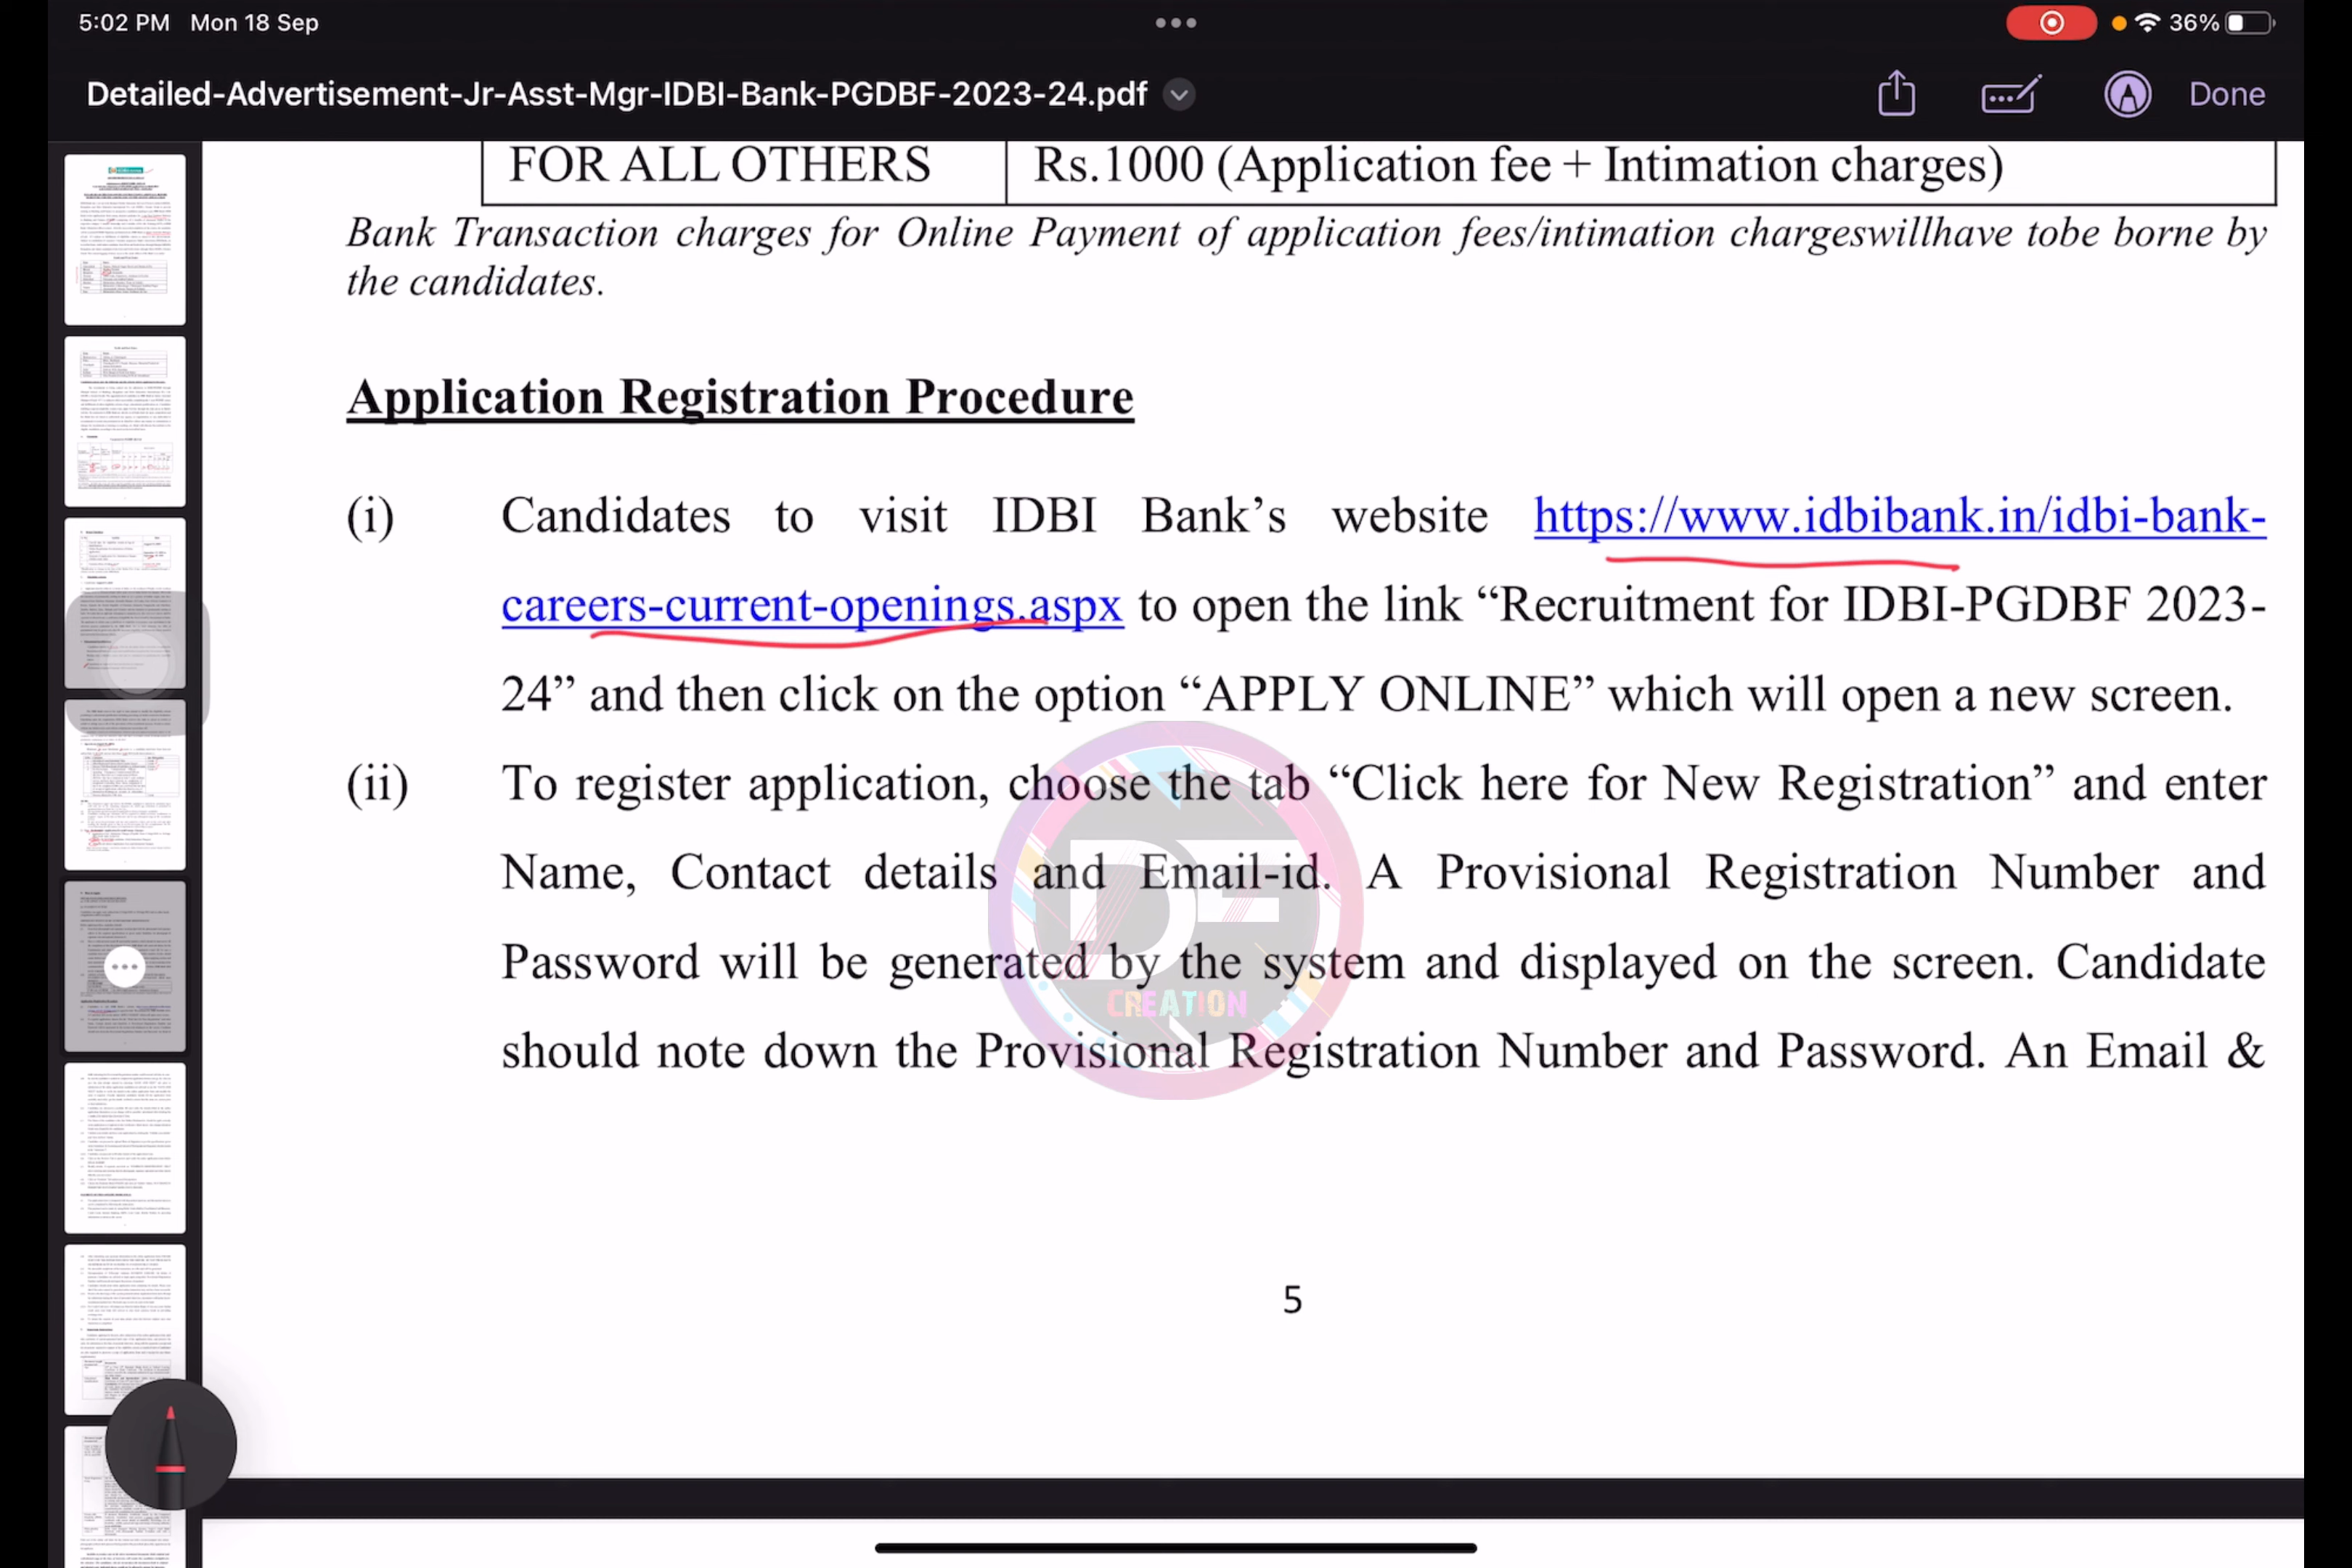 5:02 PM Mon 18 Sep
36%
Detailed-Advertisement-Jr-Asst-Mgr-IDBI-Bank-PGDBF-2023-24.pdf
Done
FOR ALL OTHERS Rs.1000 (Application fee + Intimation charges)
Bank Transaction charges for Online Payment of application fees/intimation chargeswillhave tobe borne by
the candidates.
Application Registration Procedure
(i) Candidates to visit IDBI Bank’s website https://www.idbibank.in/idbi-bank-
careers-current-openings.aspx to open the link “Recruitment for IDBI-PGDBF 2023-
24” and then click on the option “APPLY ONLINE” which will open a new screen.
(ii) To register application, choose the tab “Click here for New Registration” and enter
Name, Contact details and Email-id. A Provisional Registration Number and
Password will be generated by the system and displayed on the screen. Candidate
should note down the Provisional Registration Number and Password. An Email &
DF
CREATION
5